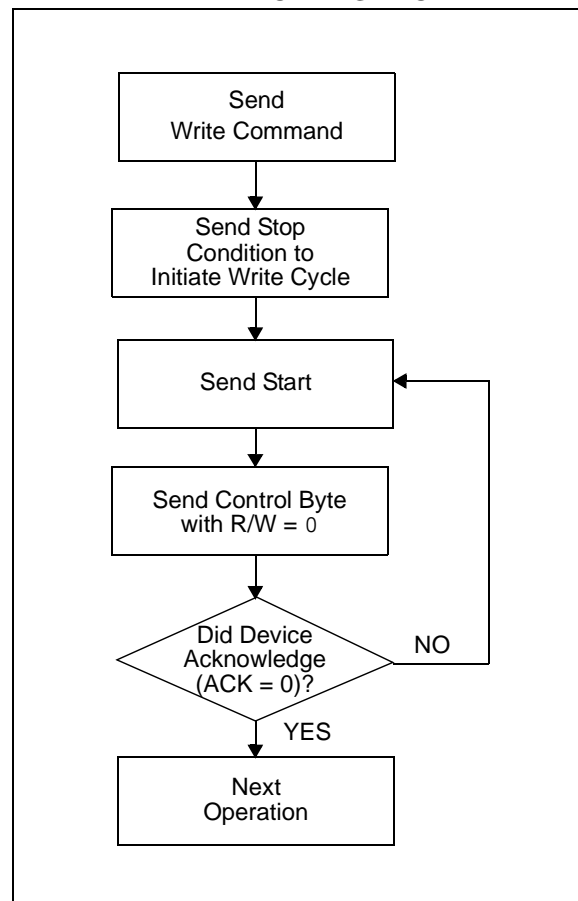 Send
Write Command
Send Stop
Condition to
Initiate Write Cycle
Send Start
Send Control Byte
with R/W = 0
Did Device
Acknowledge
(ACK = 0)?
NO
YES
Next
Operation